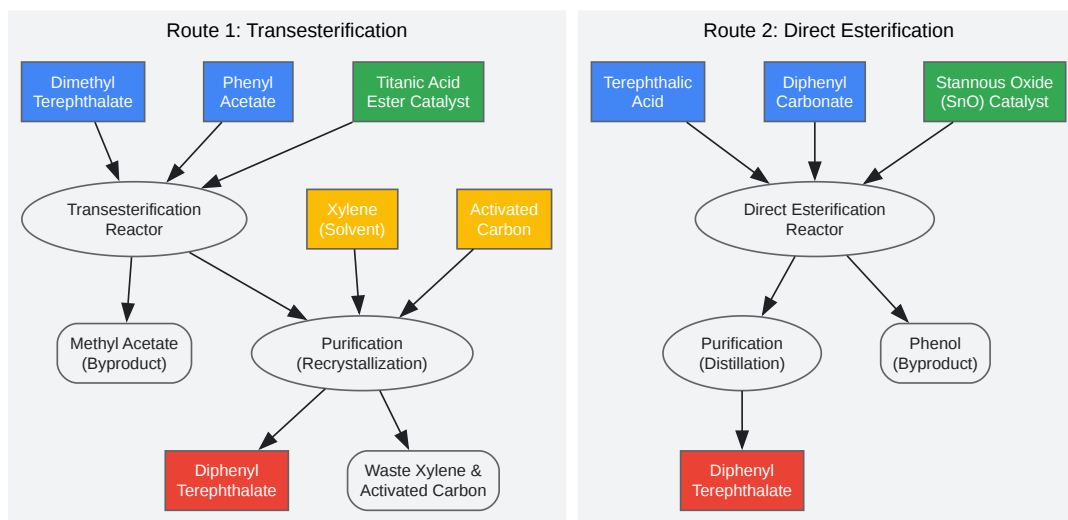 Route 1: Transesterification
Dimethyl
Terephthalate
Phenyl
Acetate
Titanic Acid
Ester Catalyst
Transesterification
Reactor
Xylene
(Solvent)
Activated
Carbon
Methyl Acetate
(Byproduct)
Purification
(Recrystallization)
Diphenyl
Terephthalate
Waste Xylene &
Activated Carbon
Route 2: Direct Esterification
Terephthalic
Acid
Diphenyl
Carbonate
Stannous Oxide
(SnO) Catalyst
Direct Esterification
Reactor
Purification
(Distillation)
Phenol
(Byproduct)
Diphenyl
Terephthalate